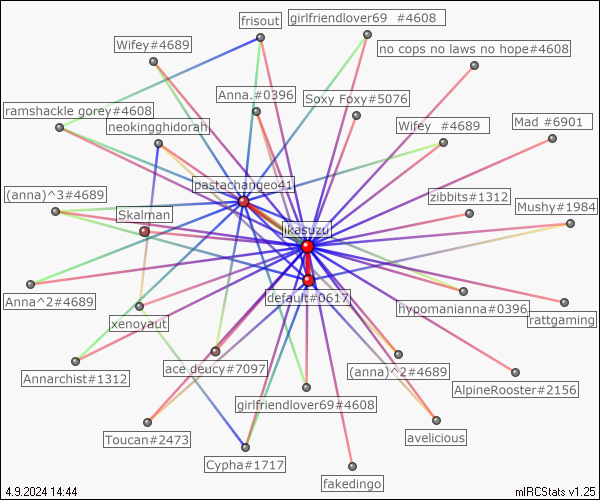 frisout
girlfriendlover69 #4608
Wifey#4689
no cops no laws no hope#4608
Anna.#0396
Soxy Foxy#5076
ramshackle gorey#4608
neokingghidorah
Wifey #4689
Mad #6901
pastachangeo41
(anna)^3#4689
zibbits#1312
Mushy#1984
Skalman
ikasuzu
default#0617
Anna^2#4689
hypomanianna#0396
rattgaming
xenoyaut
ace deucy#7097
(anna)^2#4689
Annarchist#1312
AlpineRooster#2156
girlfriendlover69#4608
Toucan#2473
avelicious
Cypha#1717
fakedingo
4.9.2024 14:44
mIRCStats v1.25